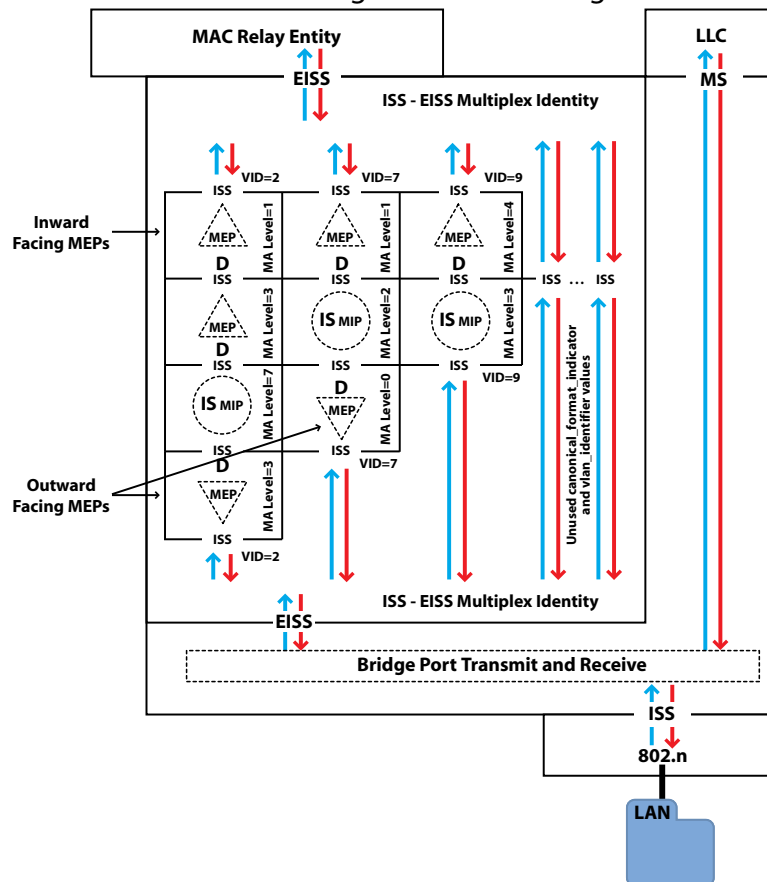 MAC Relay Entity
LLC
EISS
MS
ISS - EISS Multiplex Identity
VID=2
VID=7
VID=9
ISS
ISS
ISS
Inward
Facing MEPs
MEP
MA Level=1
MEP
MA Level=1
MEP
MA Level=4
D
D
D
ISS
ISS
ISS
ISS ... ISS
MEP
MA Level=3
IS MIP
MA Level=2
IS MIP
MA Level=3
D
ISS
ISS
ISS
VID=9
IS MIP
MA Level=7
D
MEP
MA Level=0
Unused canonical_format_indicator
and vlan_identifier values
ISS
ISS
VID=7
Outward
Facing MEPs
D
MEP
MA Level=3
ISS
VID=2
ISS - EISS Multiplex Identity
EISS
Bridge Port Transmit and Receive
ISS
802.n
LAN